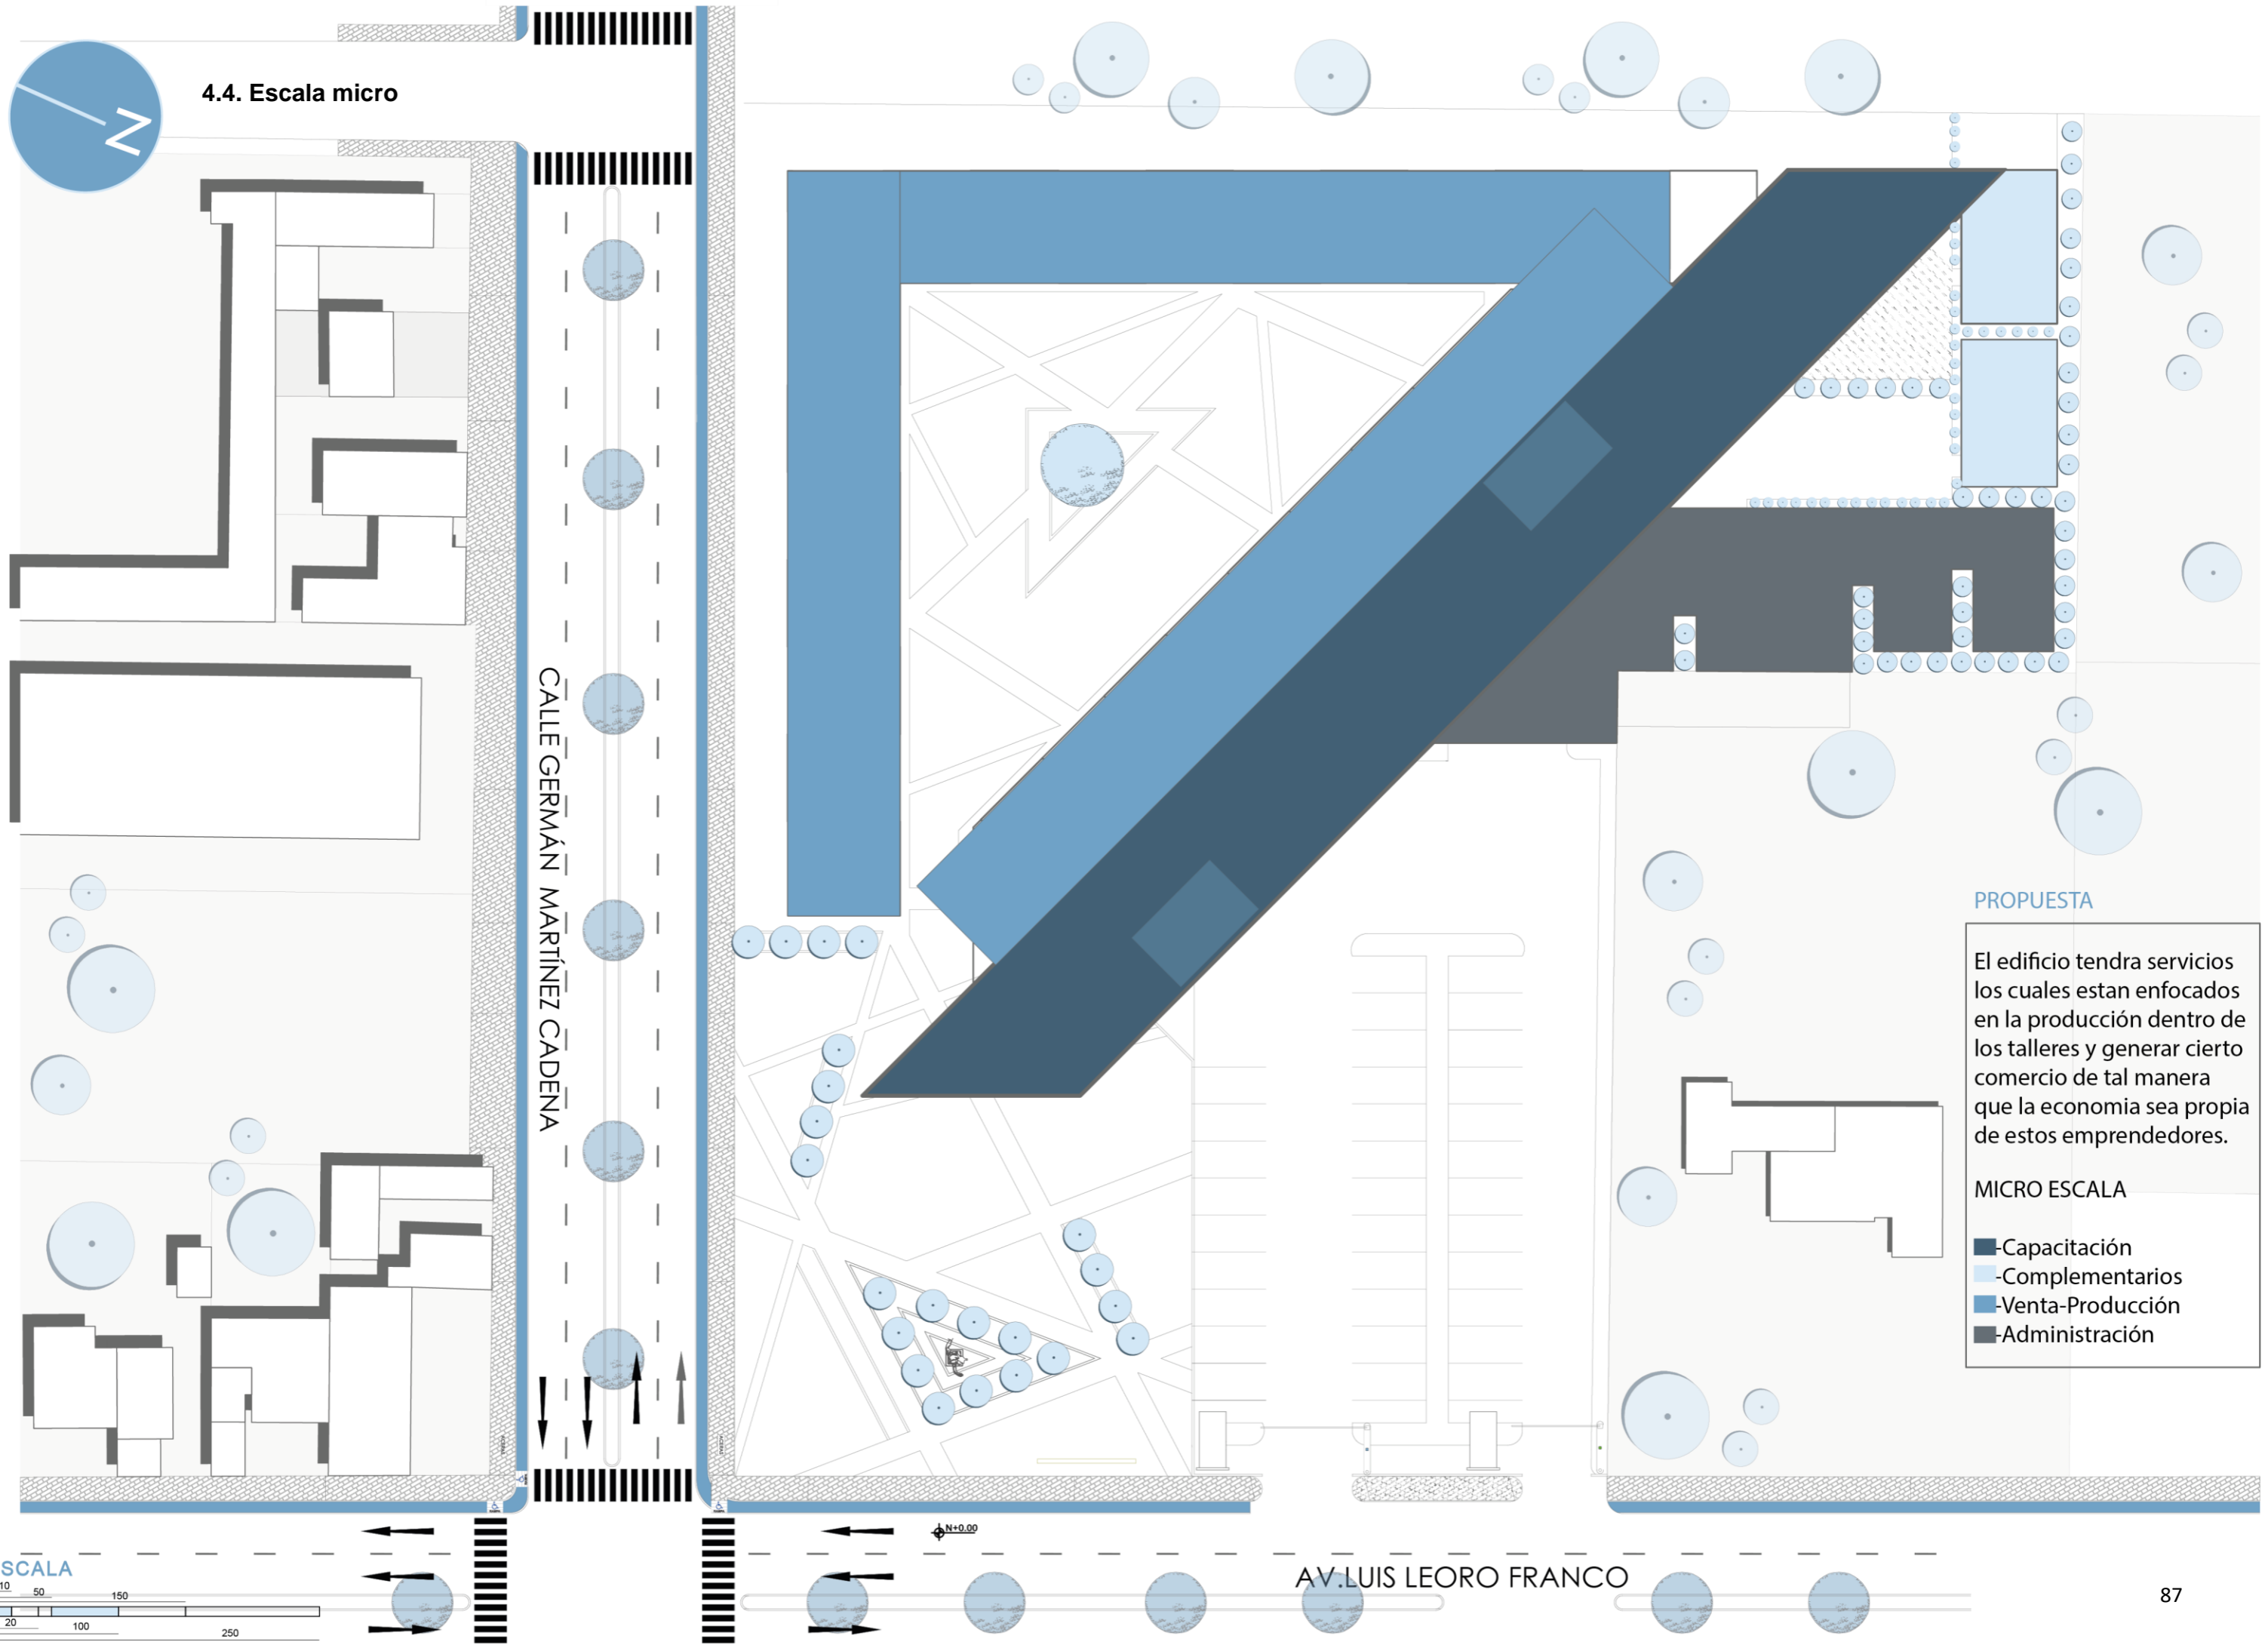 4.4. Escala micro
N
CALLE GERMÁN MARTÍNEZ CADENA
PROPUESTA
El edificio tendra servicios
los cuales estan enfocados
en la producción dentro de
los talleres y generar cierto
comercio de tal manera
que la economia sea propia
de estos emprendedores.
MICRO ESCALA
-Capacitación
-Complementarios
-Venta-Producción
-Administración
N+0.00
AV.LUIS LEORO FRANCO
SCALA
10 50 150
20 100 250
87